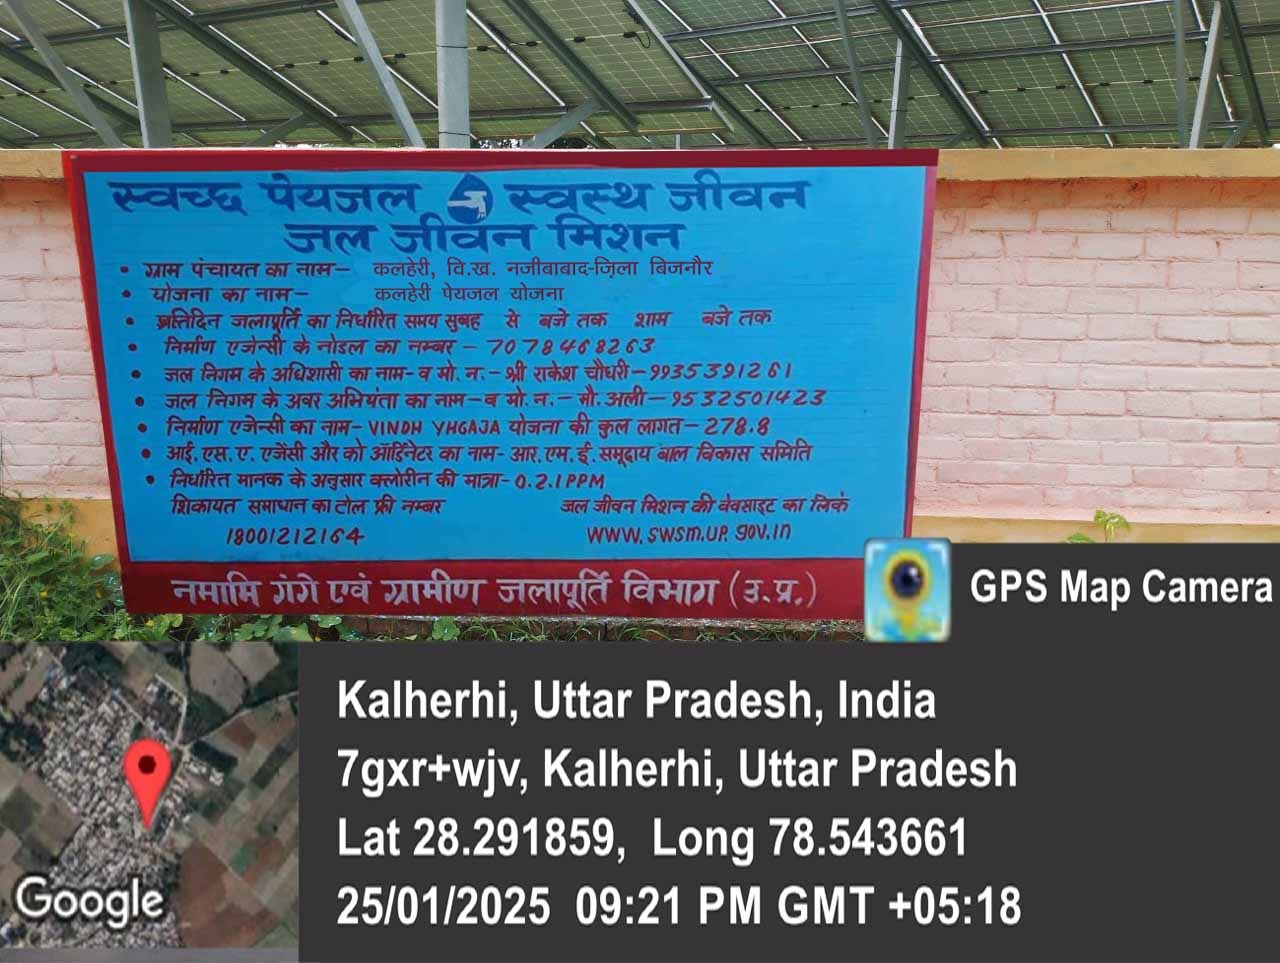 स्वच्छ पेयजल स्वस्थ जीवन
जल जीवन मिशन
• ग्राम पंचायत का नाम- कलहेरी, वि.ख. नजीबाबाद-ज़िला बिजनौर
• योजना का नाम- कलहेरी पेयजल योजना
• प्रतिदिन जलापूर्ति का निर्धारित समय सुबह से बजे तक शाम बजे तक
• निर्माण एजेन्सी के नोडल का नम्बर - 7078468263
• जल निगम के अधिशासी का नाम-व मो.न.-श्री राकेश चौधरी-9935391261
• जल निगम के अवर अभियंता का नाम-व मो.न.-मौ.अली-9532501423
• निर्माण एजेन्सी का नाम- VINDH YHGAJA योजना की कुल लागत-278.8
• आई.एस.ए. एजेंसी और को ऑर्डिनेटर का नाम- आर.एम.ई.समूदाय बाल विकास समिति
• निर्धारित मानक के अनुसार क्लोरीन की मात्रा-0.2.1PPM
शिकायत समाधान का टोल फ्री नम्बर जल जीवन मिशन की वेवसाइट का लिकं
18001212164 www.swsm.up.gov.in
नमामि गंगे एवं ग्रामीण जलापूर्ति विभाग (उ.प्र.)
GPS Map Camera
Kalherhi, Uttar Pradesh, India
7gxr+wjv, Kalherhi, Uttar Pradesh
Lat 28.291859, Long 78.543661
25/01/2025 09:21 PM GMT +05:18
Google